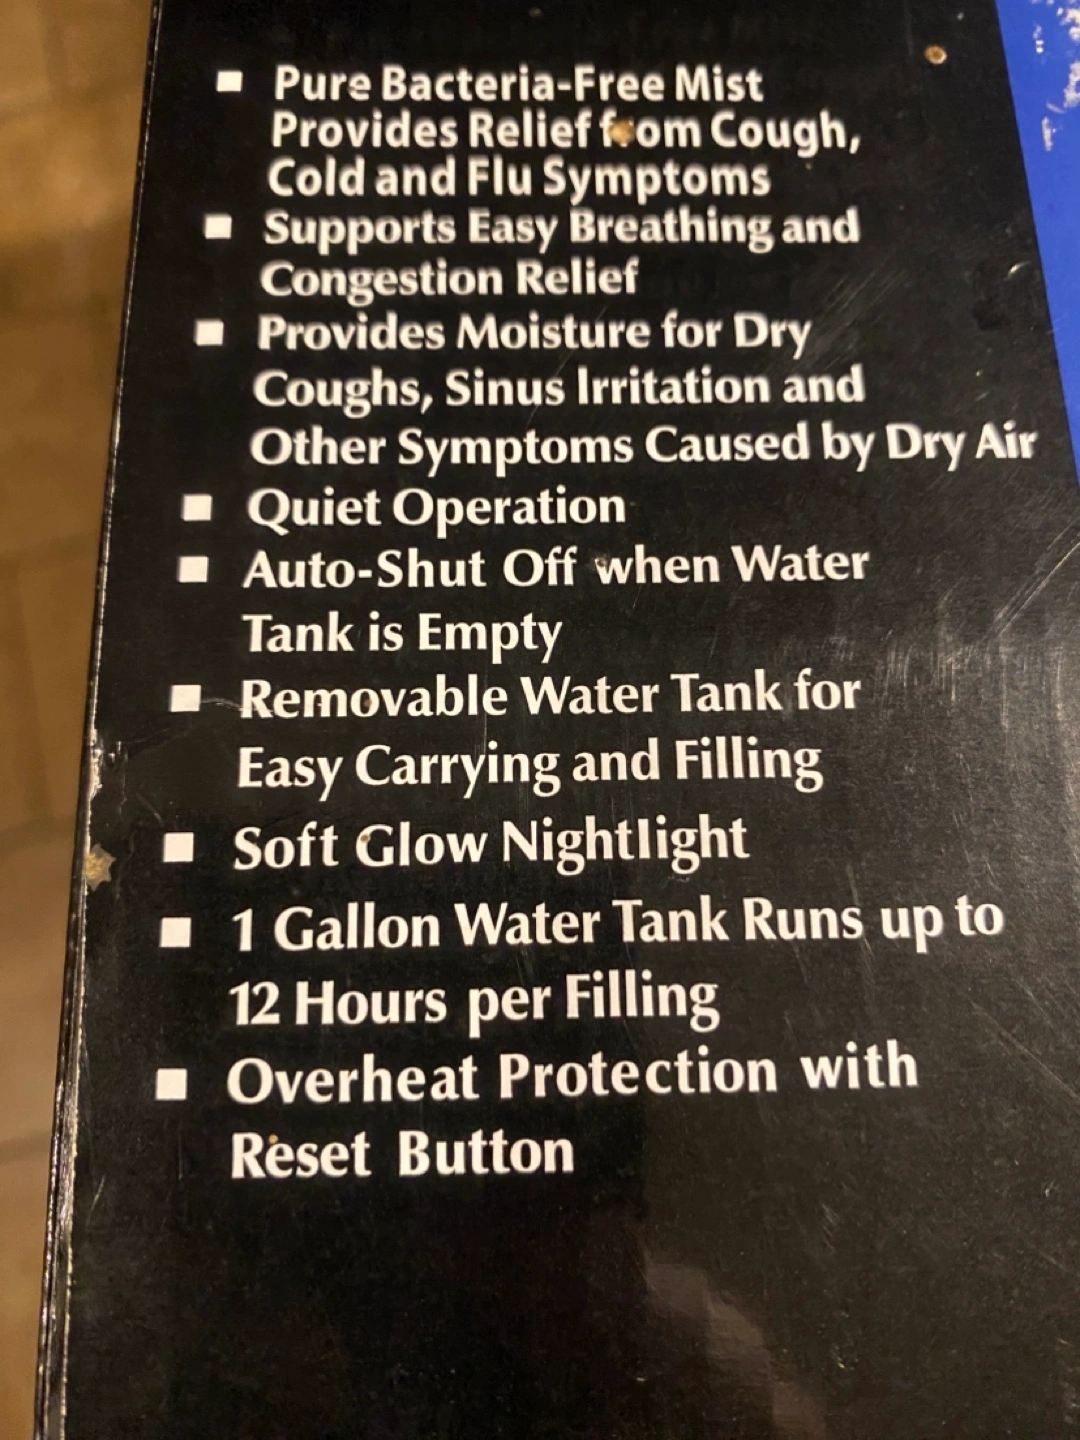 ■ Pure Bacteria-Free Mist
Provides Relief from Cough,
Cold and Flu Symptoms
■ Supports Easy Breathing and
Congestion Relief
■ Provides Moisture for Dry
Coughs, Sinus Irritation and
Other Symptoms Caused by Dry Air
■ Quiet Operation
■ Auto-Shut Off when Water
Tank is Empty
■ Removable Water Tank for
Easy Carrying and Filling
■ Soft Glow Nightlight
■ 1 Gallon Water Tank Runs up to
12 Hours per Filling
■ Overheat Protection with
Reset Button